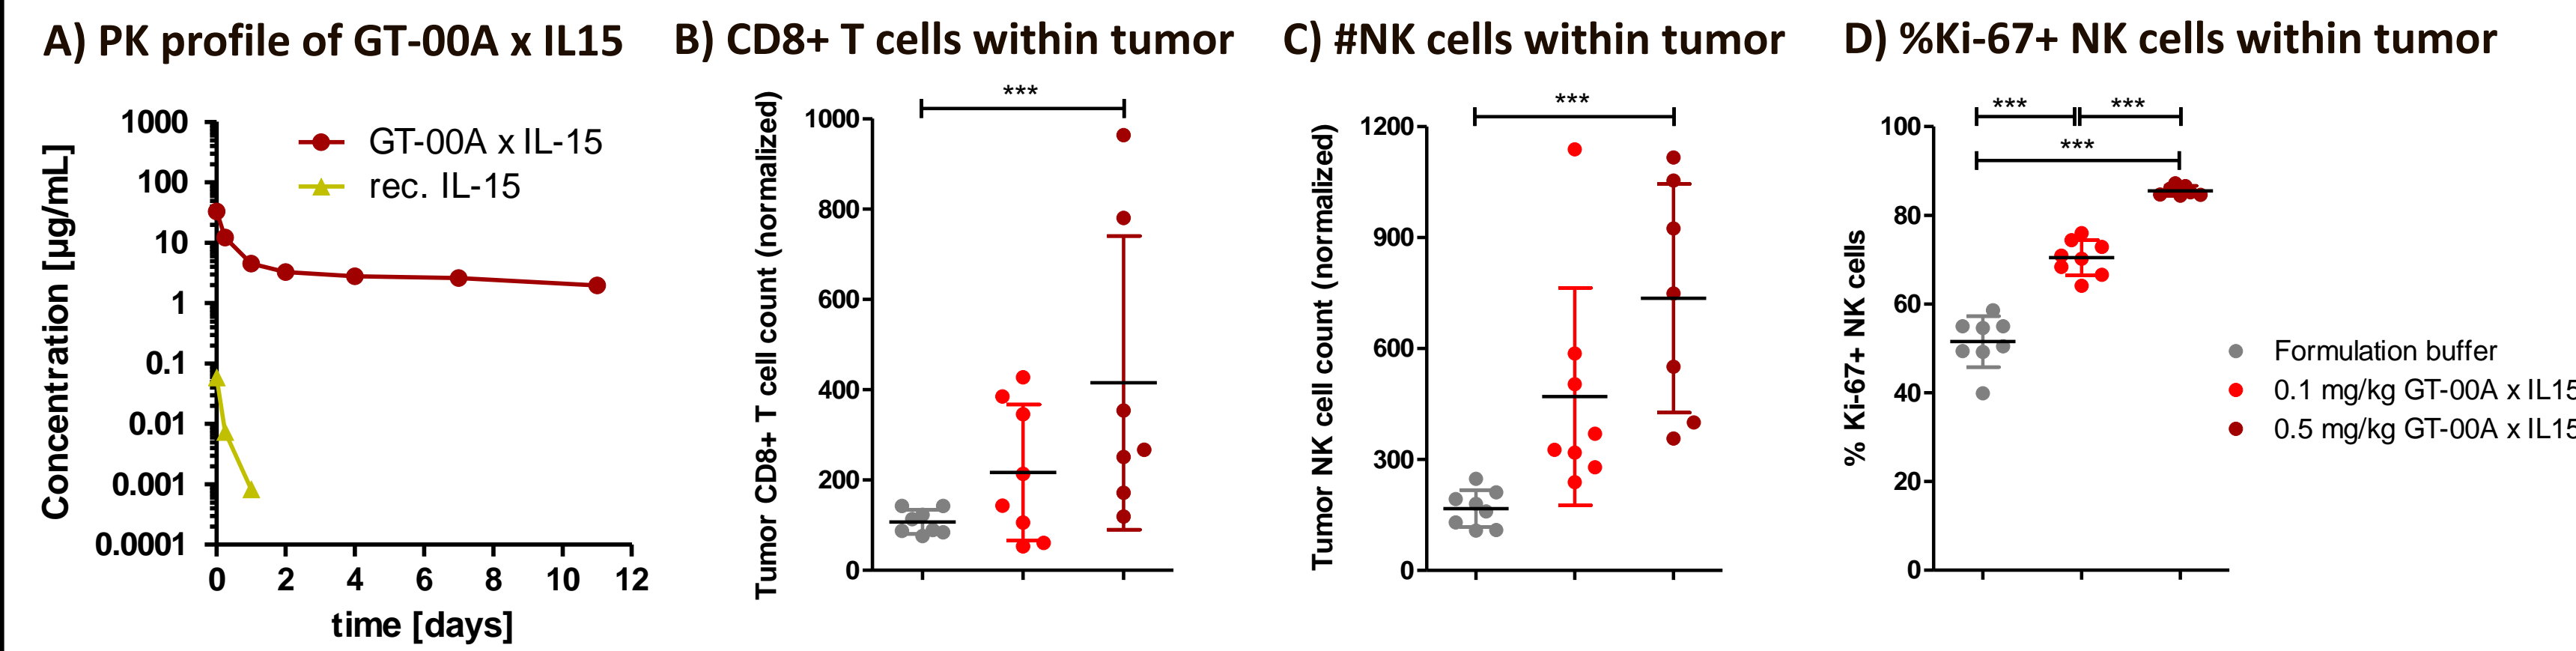 A) PK profile of GT-00A x IL15
Concentration [µg/mL]
1000
100
10
1
0.1
0.01
0.001
0.0001
GT-00A x IL-15
rec. IL-15
0 2 4 6 8 10 12
time [days]
B) CD8+ T cells within tumor
Tumor CD8+ T cell count (normalized)
1000
800
600
400
200
0
***
C) #NK cells within tumor
Tumor NK cell count (normalized)
1200
900
600
300
0
***
D) %Ki-67+ NK cells within tumor
% Ki-67+ NK cells
100
80
60
40
20
0
*** ***
***
Formulation buffer
0.1 mg/kg GT-00A x IL15
0.5 mg/kg GT-00A x IL15